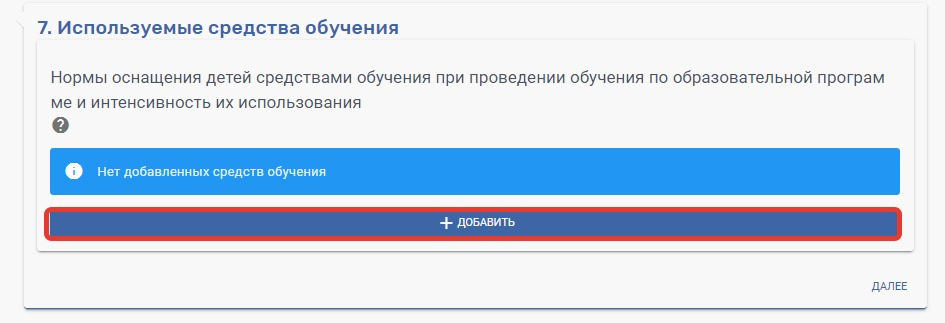 7. Используемые средства обучения
Нормы оснащения детей средствами обучения при проведении обучения по образовательной програм
ме и интенсивность их использования
?
i Нет добавленных средств обучения
+ ДОБАВИТЬ
ДАЛЕЕ